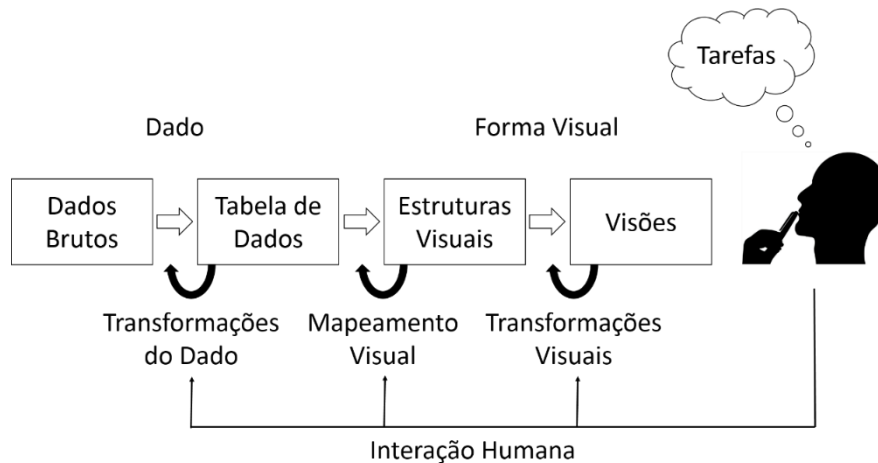 Tarefas
Dado
Forma Visual
Dados
Brutos
Tabela de
Dados
Estruturas
Visuais
Visões
Transformações
do Dado
Mapeamento
Visual
Transformações
Visuais
Interação Humana